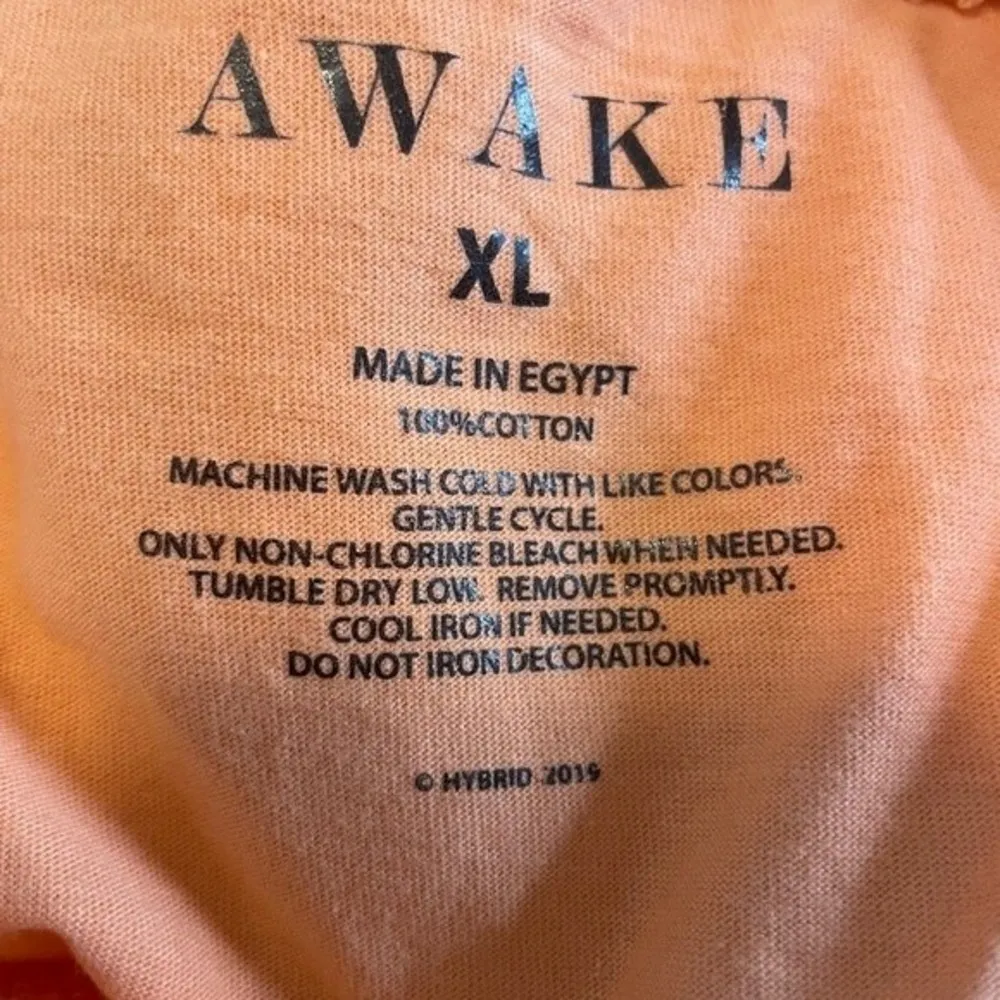 AWAKE
XL
MADE IN EGYPT
100%COTTON
MACHINE WASH COLD WITH LIKE COLORS.
GENTLE CYCLE.
ONLY NON-CHLORINE BLEACH WHEN NEEDED.
TUMBLE DRY LOW. REMOVE PROMPTLY.
COOL IRON IF NEEDED.
DO NOT IRON DECORATION.
© HYBRID 2019